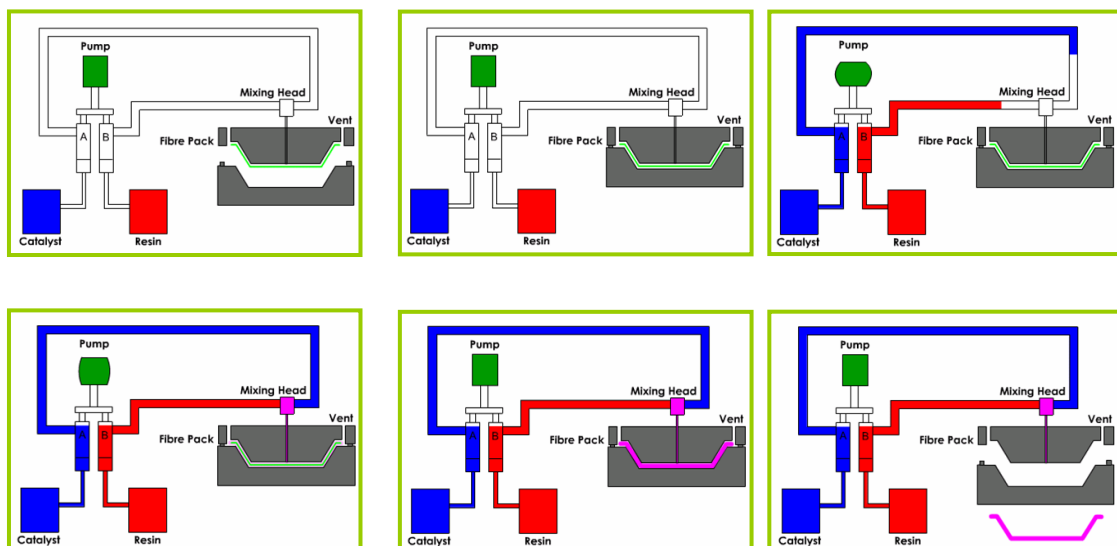 Pump
Mixing Head
Vent
A
B
Fibre Pack
Catalyst
Resin
Pump
Mixing Head
Vent
A
B
Fibre Pack
Catalyst
Resin
Pump
Mixing Head
Vent
A
B
Fibre Pack
Catalyst
Resin
Pump
Mixing Head
Vent
A
B
Fibre Pack
Catalyst
Resin
Pump
Mixing Head
Vent
A
B
Fibre Pack
Catalyst
Resin
Pump
Mixing Head
Vent
A
B
Fibre Pack
Catalyst
Resin